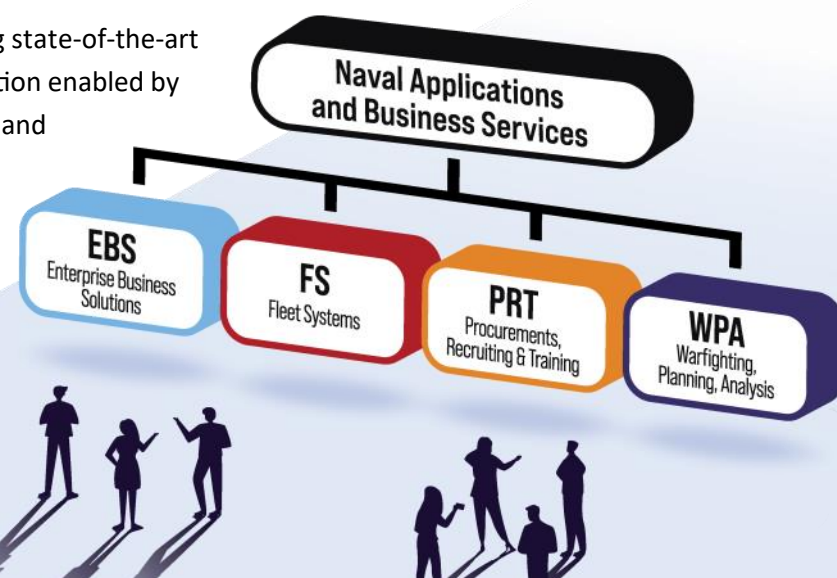 g state-of-the-art
tion enabled by
and
Naval Applications
and Business Services
EBS
Enterprise Business
Solutions
FS
Fleet Systems
PRT
Procurements,
Recruiting & Training
WPA
Warfighting,
Planning, Analysis